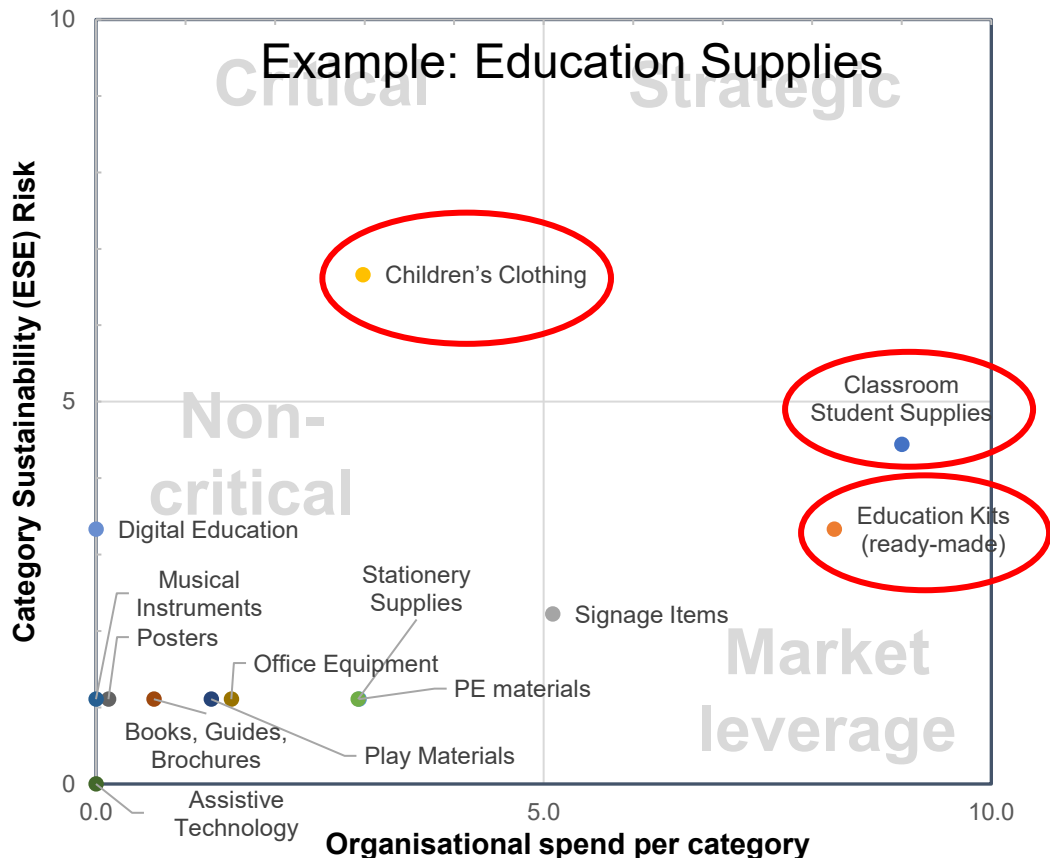 10
Example: Education Supplies
Critical
Strategic
Category Sustainability (ESE) Risk
Children’s Clothing
5
Classroom
Student Supplies
Non-
critical
Education Kits
(ready-made)
Digital Education
Musical
Instruments
Stationery
Supplies
Posters
Signage Items
Office Equipment
PE materials
Market
leverage
Books, Guides,
Brochures
Play Materials
0
Assistive
Technology
0.0
5.0
10.0
Organisational spend per category